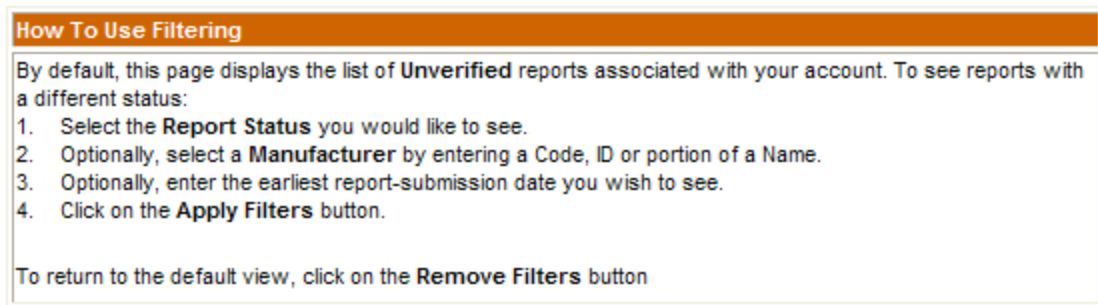 How To Use Filtering
By default, this page displays the list of Unverified reports associated with your account. To see reports with
a different status:
1. Select the Report Status you would like to see.
2. Optionally, select a Manufacturer by entering a Code, ID or portion of a Name.
3. Optionally, enter the earliest report-submission date you wish to see.
4. Click on the Apply Filters button.
To return to the default view, click on the Remove Filters button